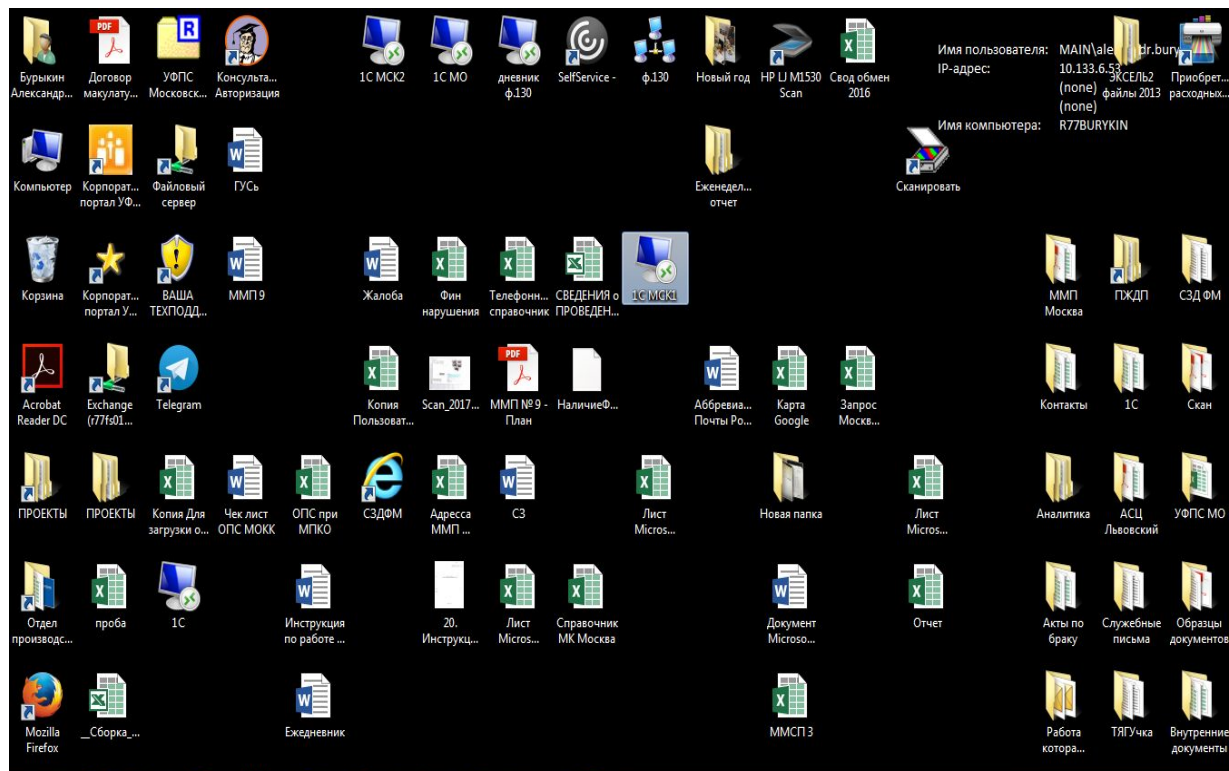 Бурыкин Александр...
Договор макулату...
УФПС Московск...
Консульта... Авторизация
1С МСК2
1С МО
дневник ф.130
SelfService -
ф.130
Новый год
HP LJ M1530 Scan
Свод обмен 2016
Имя пользователя:
IP-адрес: 10.133.6.53
(none)
(none)
Имя компьютера: R77BURYKIN
ЭКСЕЛЬ2 файлы 2013
Приобрет... расходных...
Компьютер
Корпорат... портал УФ...
Файловый сервер
ГУСЬ
Еженедел... отчет
Сканировать
Корзина
Корпорат... портал У...
ВАША ТЕХПОДД...
ММП 9
Жалоба
Фин нарушения
Телефонн... справочник
СВЕДЕНИЯ о ПРОВЕДЕН...
1С МСК1
ММП Москва
ПЖДП
СЗД ФМ
Acrobat Reader DC
Exchange (r77fs01...
Telegram
Копия Пользоват...
Scan_2017...
ММП № 9 - План
НаличиеФ...
Аббревиа... Почты Ро...
Карта Google
Запрос Москв...
Контакты
1С
Скан
ПРОЕКТЫ
ПРОЕКТЫ
Копия Для загрузки о...
Чек лист ОПС МОКК
ОПС при МПКО
СЗДФМ
Адресса ММП ...
СЗ
Лист Micros...
Новая папка
Лист Micros...
Аналитика
АСЦ Львовский
УФПС МО
Отдел производс...
проба
1С
Инструкция по работе ...
20. Инструкц...
Лист Micros...
Справочник МК Москва
Документ Microso...
Отчет
Акты по браку
Служебные письма
Образцы документов
Mozilla Firefox
__Сборка_...
Ежедневник
ММСП 3
Работа котора...
ТЯГУчка
Внутренние документы